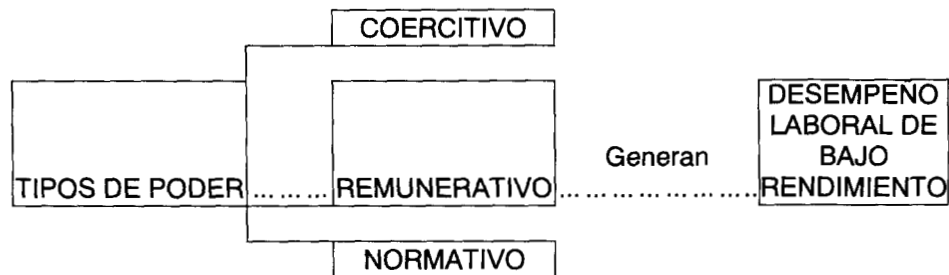 COERCITIVO
DESEMPEÑO
LABORAL DE
Generan
BAJO
TIPOS DE PODER ... ... ... REMUNERATIVO ... ... ... ... ... ... ... RENDIMIENTO
NORMATIVO